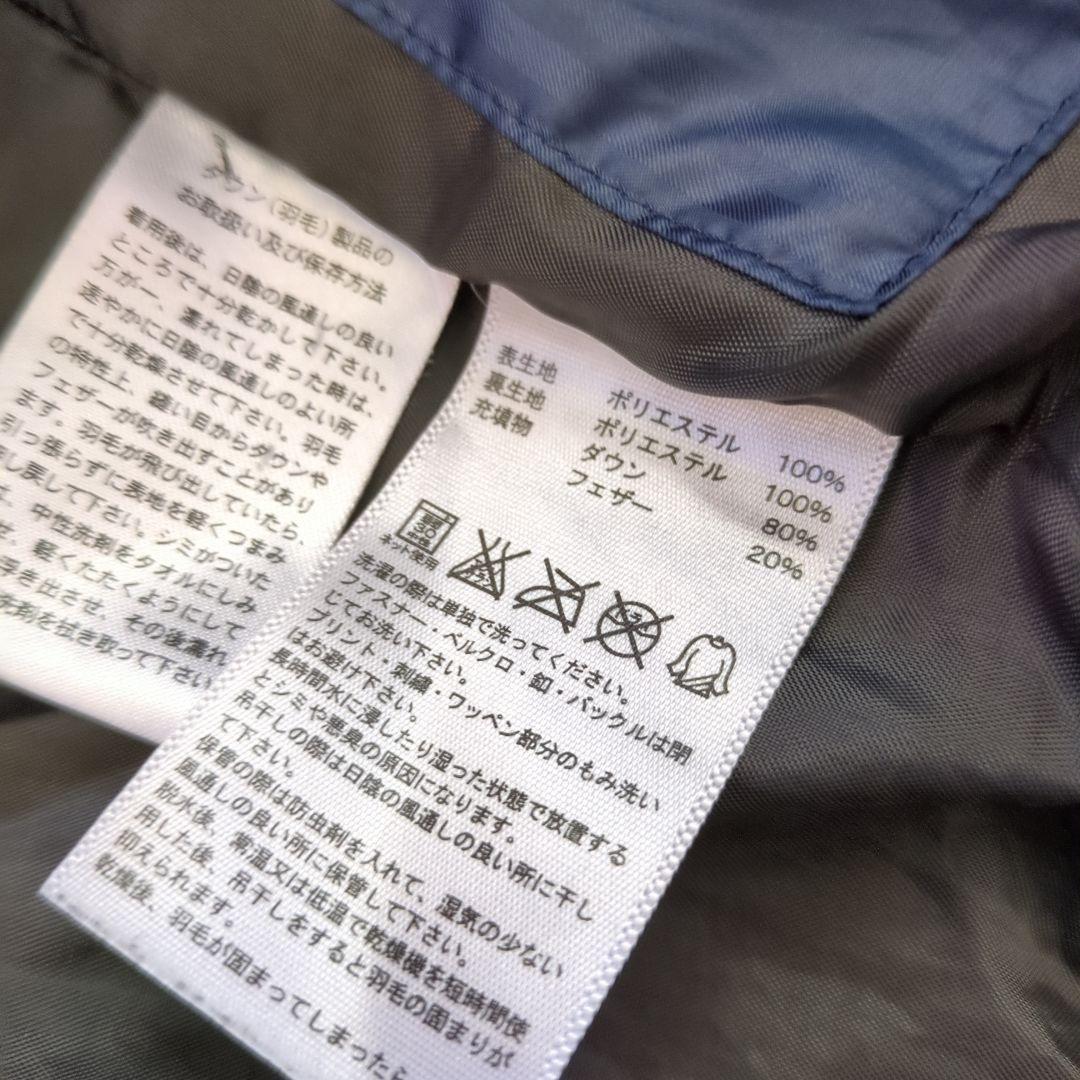 ダウン(羽毛)製品の
お取扱い及び保存方法
着用後は、日陰の風通しの良い
ところで十分乾かして下さい。
万が一、濡れてしまった時は、
速やかに日陰の風通しのよい所
で十分乾燥させて下さい。羽毛
の特性上、縫い目からダウンや
フェザーが吹き出すことがあり
ます。羽毛が飛び出していたら、
引っ張らずに表地を軽くつまみ
戻して下さい。シミがついた
中性洗剤をタオルにしみ
軽くたたくようにして
浮き出させ、その後濡れ
洗剤を拭き取って下さい
表生地 ポリエステル 100%
裏生地 ポリエステル 100%
充填物 ダウン 80%
フェザー 20%
30
ネット使用
エンソ
サラシ
ドライ
洗濯の際は単独で洗ってください。
ファスナー・ベルクロ・釦・バックルは閉
じてお洗い下さい。
プリント・刺繍・ワッペン部分のもみ洗い
はお避け下さい。
長時間水に浸したり湿った状態で放置する
とシミや悪臭の原因になります。
吊干しの際は日陰の風通しの良い所に干し
て下さい。
保管の際は防虫剤を入れて、湿気の少ない
風通しの良い所に保管して下さい。
脱水後、常温又は低温で乾燥機を短時間使
用した後、吊干しをすると羽毛の固まりが
抑えられます。
乾燥後、羽毛が固まってしまったら